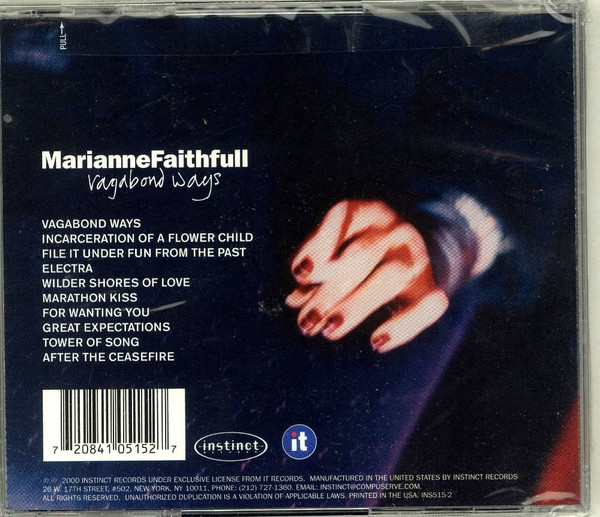 PULL
MarianneFaithfull
vagabond ways
VAGABOND WAYS
INCARCERATION OF A FLOWER CHILD
FILE IT UNDER FUN FROM THE PAST
ELECTRA
WILDER SHORES OF LOVE
MARATHON KISS
FOR WANTING YOU
GREAT EXPECTATIONS
TOWER OF SONG
AFTER THE CEASEFIRE
7 20841 05152 7
instinct
it
℗ © 2000 INSTINCT RECORDS UNDER EXCLUSIVE LICENSE FROM IT RECORDS. MANUFACTURED IN THE UNITED STATES BY INSTINCT RECORDS
26 W. 17TH STREET, #502, NEW YORK, NY 10011. PHONE: (212) 727-1360. EMAIL: INSTINCT@COMPUSERVE.COM.
ALL RIGHTS RESERVED. UNAUTHORIZED DUPLICATION IS A VIOLATION OF APPLICABLE LAWS. PRINTED IN THE USA. INS515-2